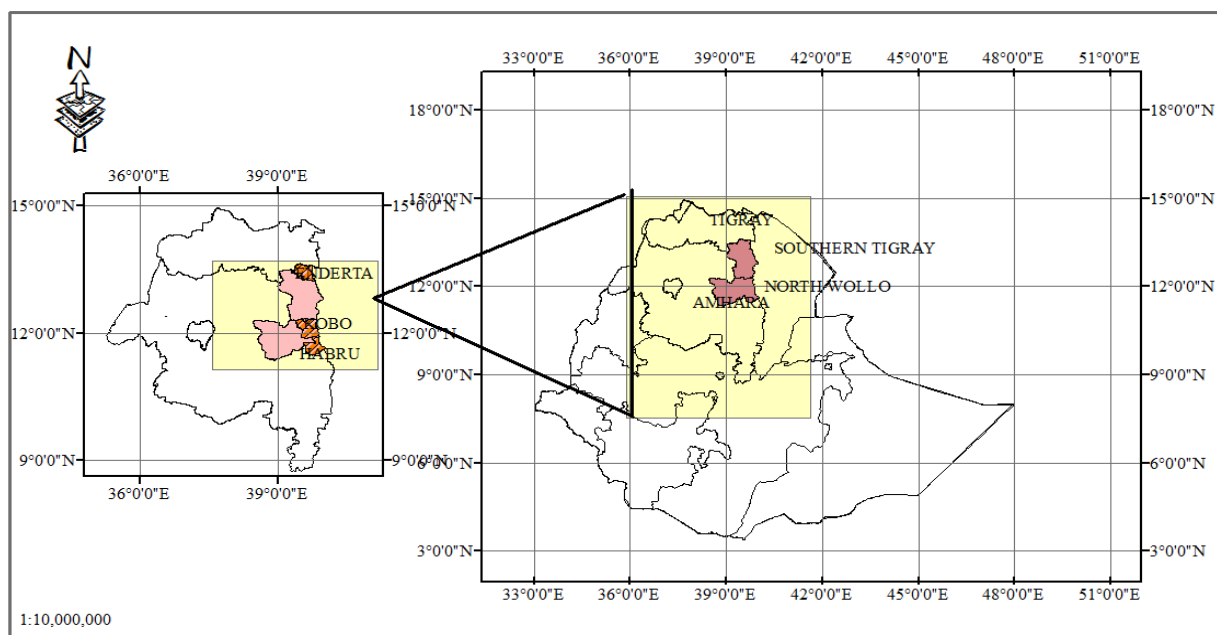 N
33°0'0"E 36°0'0"E 39°0'0"E 42°0'0"E 45°0'0"E 48°0'0"E 51°0'0"E
18°0'0"N 18°0'0"N
36°0'0"E 39°0'0"E
15°0'0"N 15°0'0"N
15°0'0"N 15°0'0"N
TIGRAY
SOUTHERN TIGRAY
ENDERTA
12°0'0"N 12°0'0"N
NORTH WOLLO
AMHARA
KOBO
12°0'0"N 12°0'0"N
HABRU
9°0'0"N 9°0'0"N
9°0'0"N 9°0'0"N
6°0'0"N 6°0'0"N
36°0'0"E 39°0'0"E
3°0'0"N 3°0'0"N
33°0'0"E 36°0'0"E 39°0'0"E 42°0'0"E 45°0'0"E 48°0'0"E 51°0'0"E
1:10,000,000